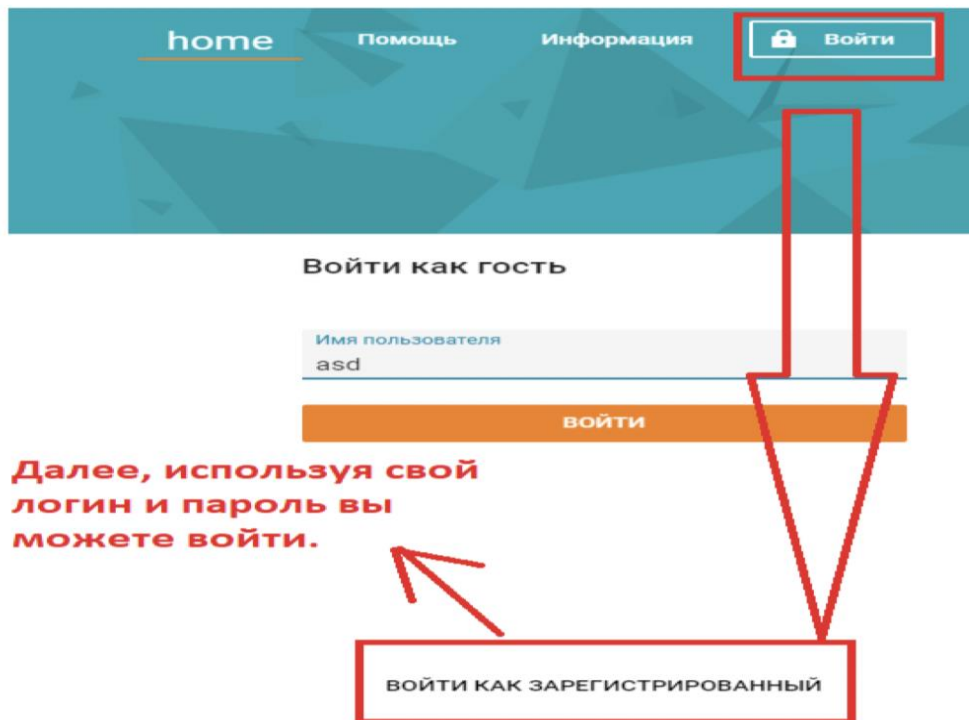 home Помощь Информация Войти
Войти как гость
Имя пользователя
asd
ВОЙТИ
Далее, используя свой
логин и пароль вы
можете войти.
ВОЙТИ КАК ЗАРЕГИСТРИРОВАННЫЙ